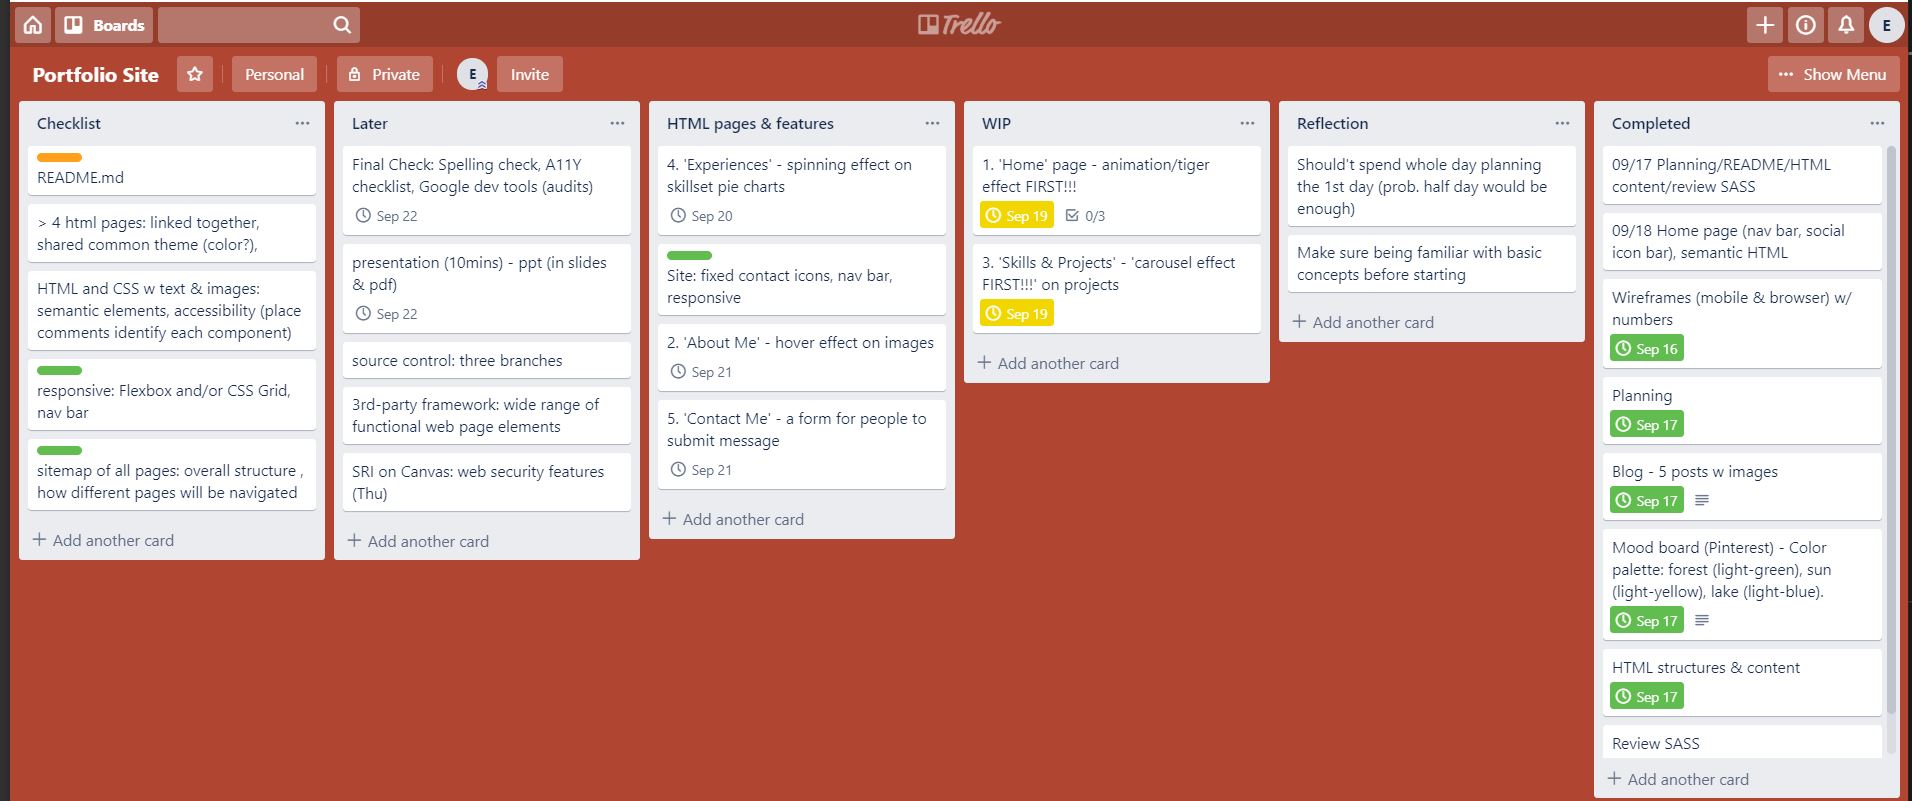 Boards
Trello
E
Portfolio Site
Personal
Private
E
Invite
... Show Menu
Checklist
README.md
> 4 html pages: linked together,
shared common theme (color?),
HTML and CSS w text & images:
semantic elements, accessibility (place
comments identify each component)
responsive: Flexbox and/or CSS Grid,
nav bar
sitemap of all pages: overall structure ,
how different pages will be navigated
+ Add another card
Later
Final Check: Spelling check, A11Y
checklist, Google dev tools (audits)
Sep 22
presentation (10mins) - ppt (in slides
& pdf)
Sep 22
source control: three branches
3rd-party framework: wide range of
functional web page elements
SRI on Canvas: web security features
(Thu)
+ Add another card
HTML pages & features
4. 'Experiences' - spinning effect on
skillset pie charts
Sep 20
Site: fixed contact icons, nav bar,
responsive
2. 'About Me' - hover effect on images
Sep 21
5. 'Contact Me' - a form for people to
submit message
Sep 21
+ Add another card
WIP
1. 'Home' page - animation/tiger
effect FIRST!!!
Sep 19
0/3
3. 'Skills & Projects' - 'carousel effect
FIRST!!!' on projects
Sep 19
+ Add another card
Reflection
Should't spend whole day planning
the 1st day (prob. half day would be
enough)
Make sure being familiar with basic
concepts before starting
+ Add another card
Completed
09/17 Planning/README/HTML
content/review SASS
09/18 Home page (nav bar, social
icon bar), semantic HTML
Wireframes (mobile & browser) w/
numbers
Sep 16
Planning
Sep 17
Blog - 5 posts w images
Sep 17
Mood board (Pinterest) - Color
palette: forest (light-green), sun
(light-yellow), lake (light-blue).
Sep 17
HTML structures & content
Sep 17
Review SASS
+ Add another card